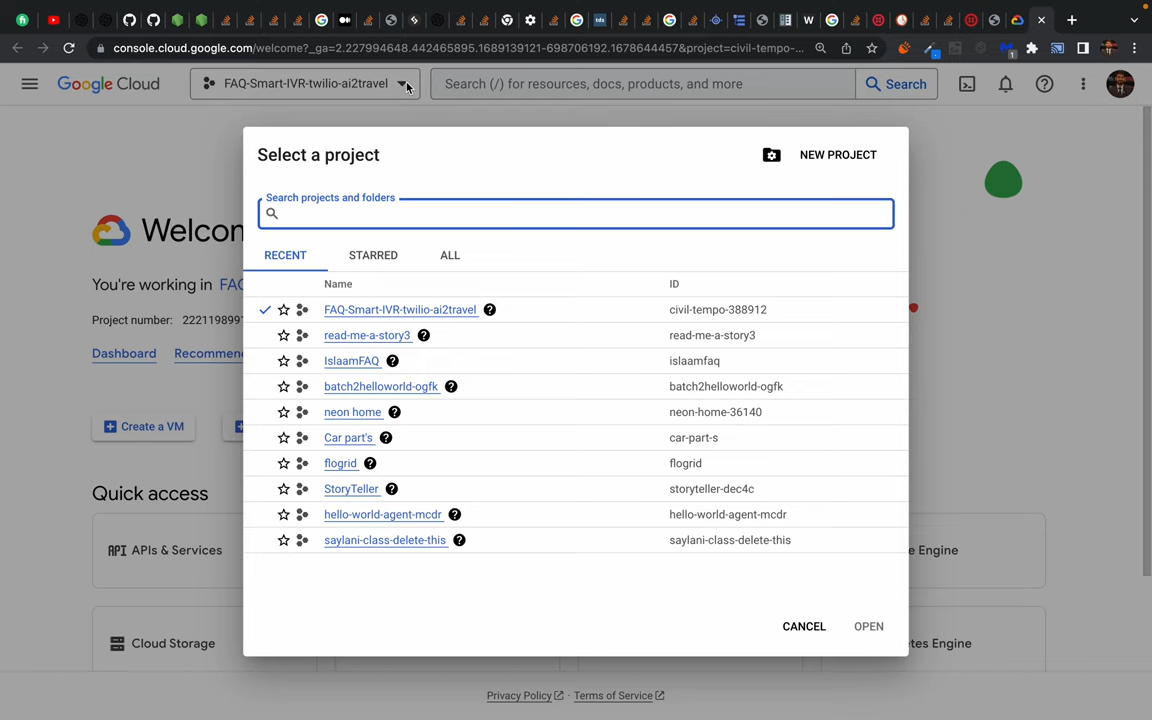 console.cloud.google.com/welcome?_ga=2.227994648.442465895.1689139121-698706192.1678644457&project=civil-tempo-...
Google Cloud
FAQ-Smart-IVR-twilio-ai2travel
Search (/) for resources, docs, products, and more
Search
Select a project
NEW PROJECT
Search projects and folders
Welcom
RECENT STARRED ALL
You're working in FAQ
Name ID
Project number: 2221198991
FAQ-Smart-IVR-twilio-ai2travel civil-tempo-388912
read-me-a-story3 read-me-a-story3
Dashboard Recommen
IslaamFAQ islaamfaq
batch2helloworld-ogfk batch2helloworld-ogfk
neon home neon-home-36140
Create a VM
Car part's car-part-s
flogrid flogrid
StoryTeller storyteller-dec4c
Quick access
hello-world-agent-mcdr hello-world-agent-mcdr
saylani-class-delete-this saylani-class-delete-this
API APIs & Services
e Engine
CANCEL OPEN
Cloud Storage
etes Engine
Privacy Policy · Terms of Service